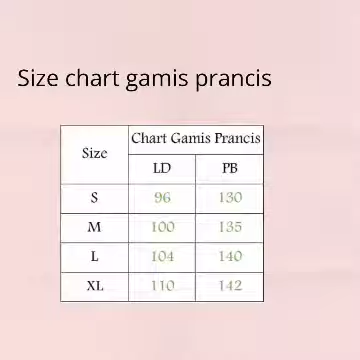 Size chart gamis prancis
Size Chart Gamis Prancis
LD PB
S 96 130
M 100 135
L 104 140
XL 110 142